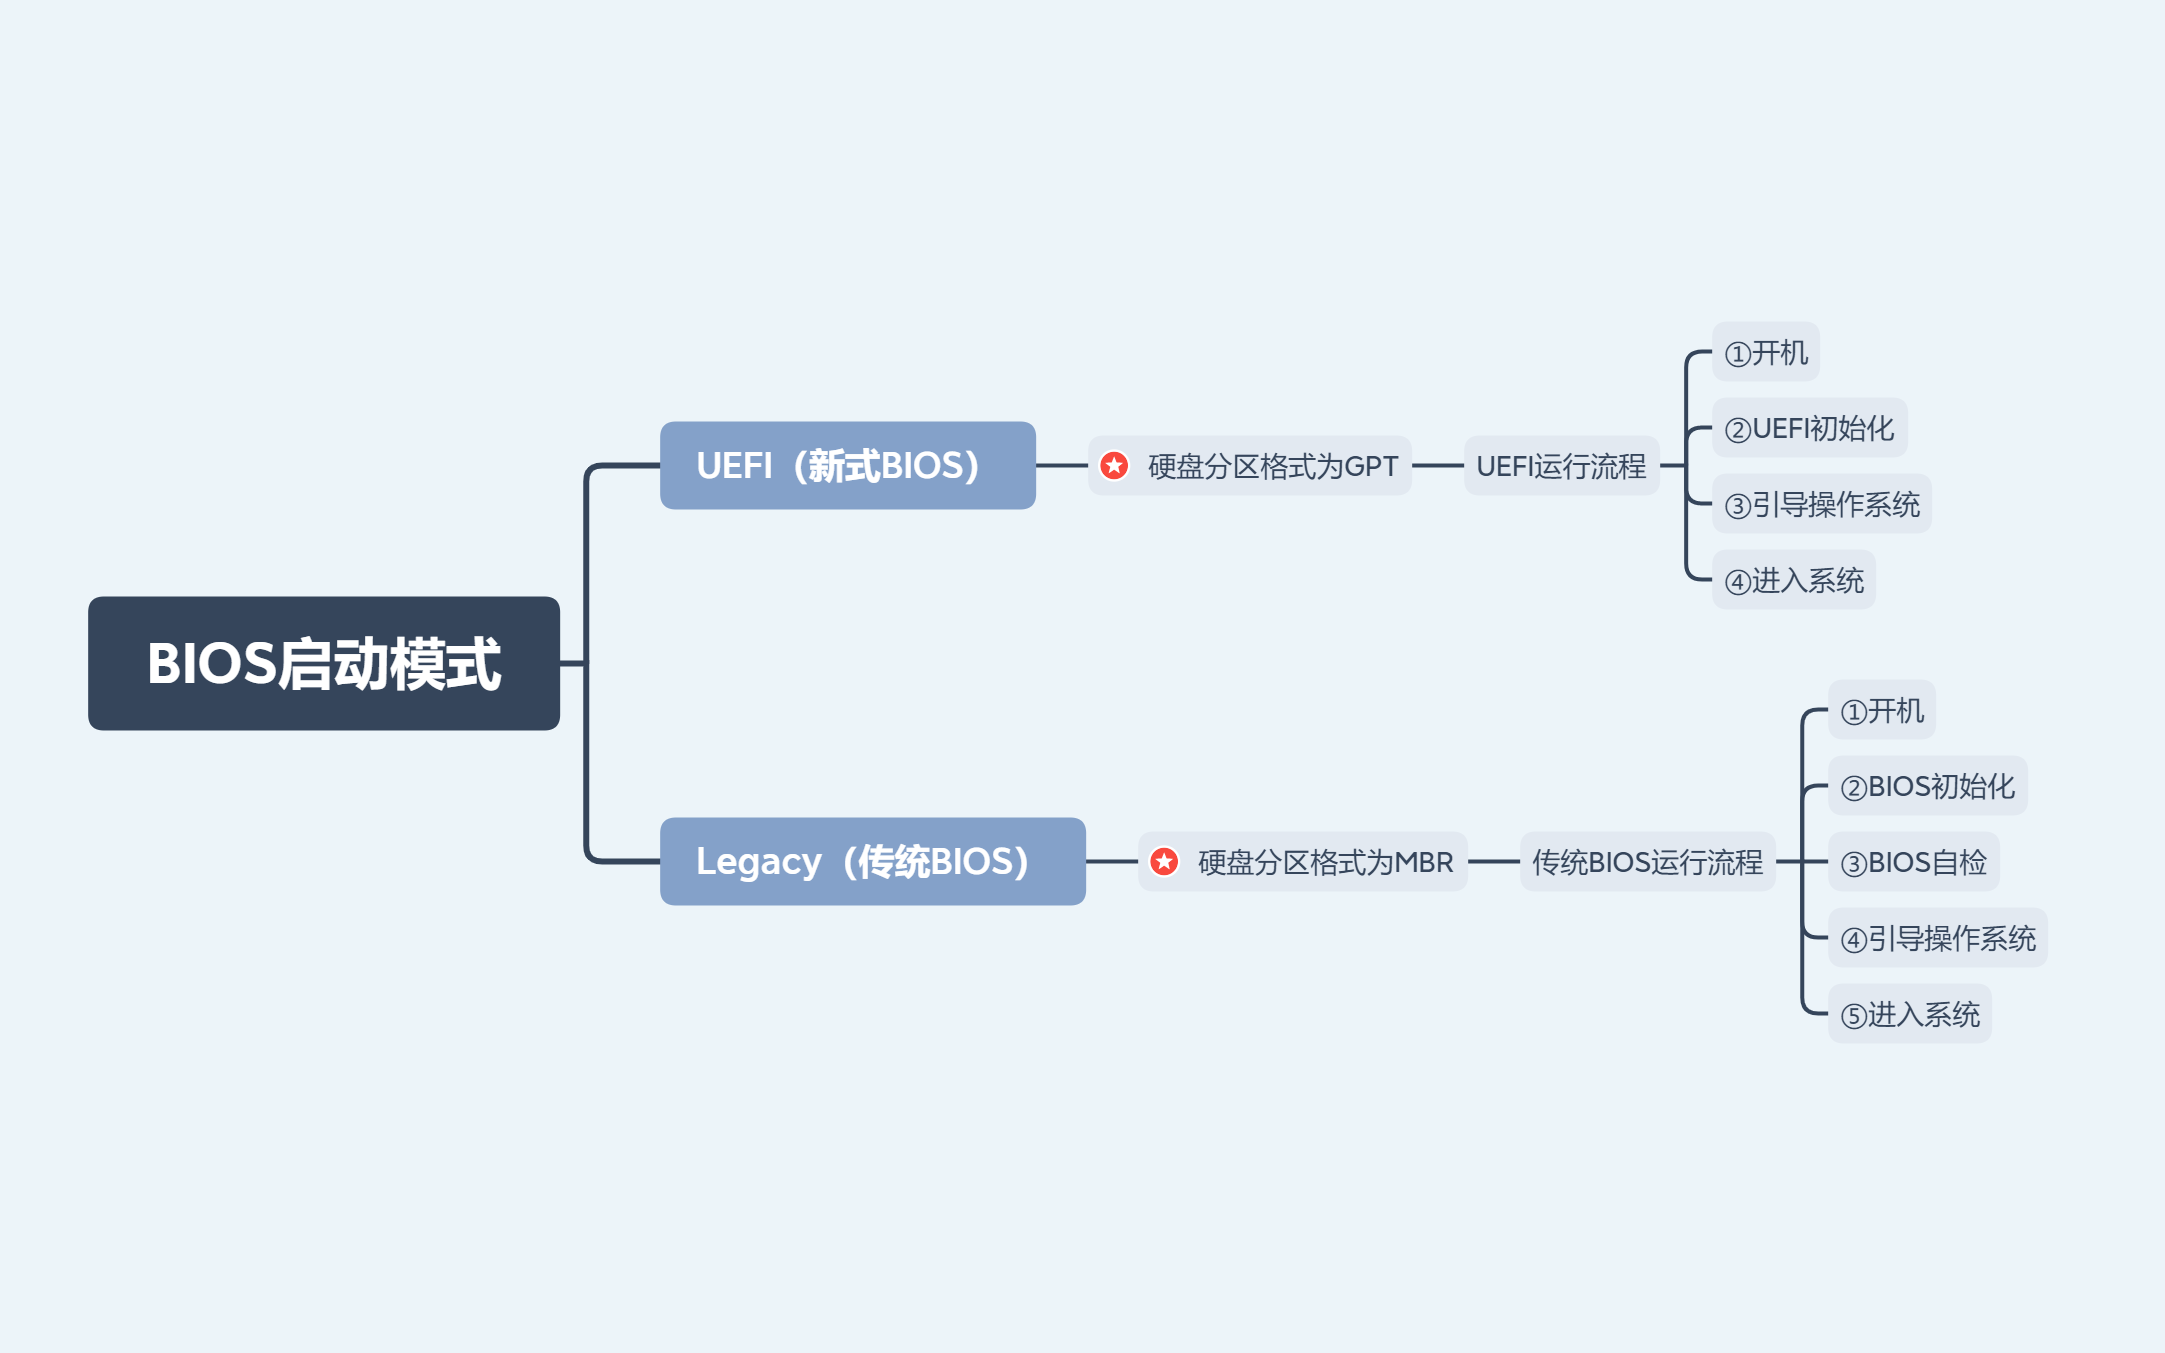 BIOS启动模式
UEFI（新式BIOS）
硬盘分区格式为GPT
UEFI运行流程
①开机
②UEFI初始化
③引导操作系统
④进入系统
Legacy（传统BIOS）
硬盘分区格式为MBR
传统BIOS运行流程
①开机
②BIOS初始化
③BIOS自检
④引导操作系统
⑤进入系统